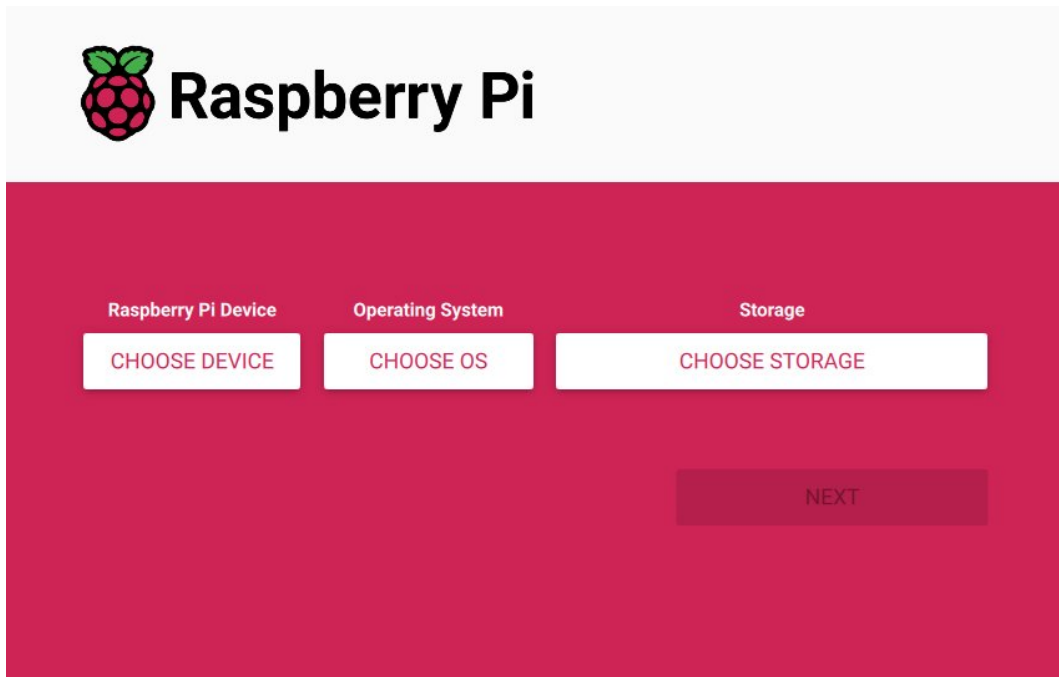 Raspberry Pi
Raspberry Pi Device
Operating System
Storage
CHOOSE DEVICE
CHOOSE OS
CHOOSE STORAGE
NEXT